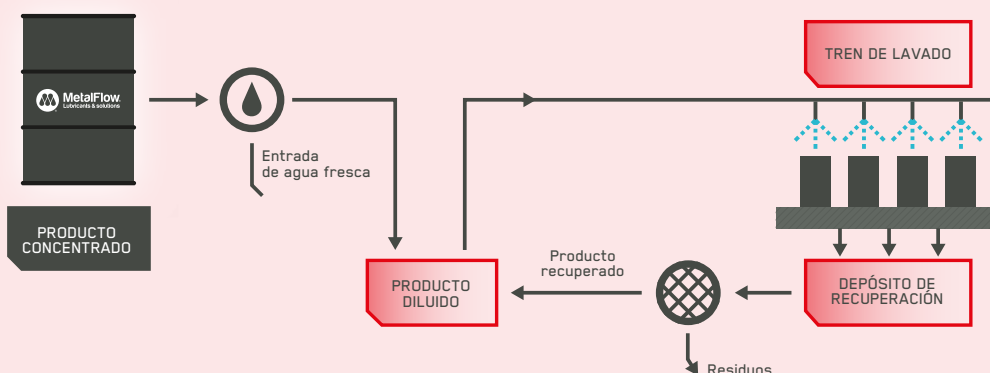 MetalFlow
Lubricants & solutions
TREN DE LAVADO
Entrada
de agua fresca
PRODUCTO
CONCENTRADO
Producto
recuperado
PRODUCTO
DILUIDO
DEPÓSITO DE
RECUPERACIÓN
Residuos